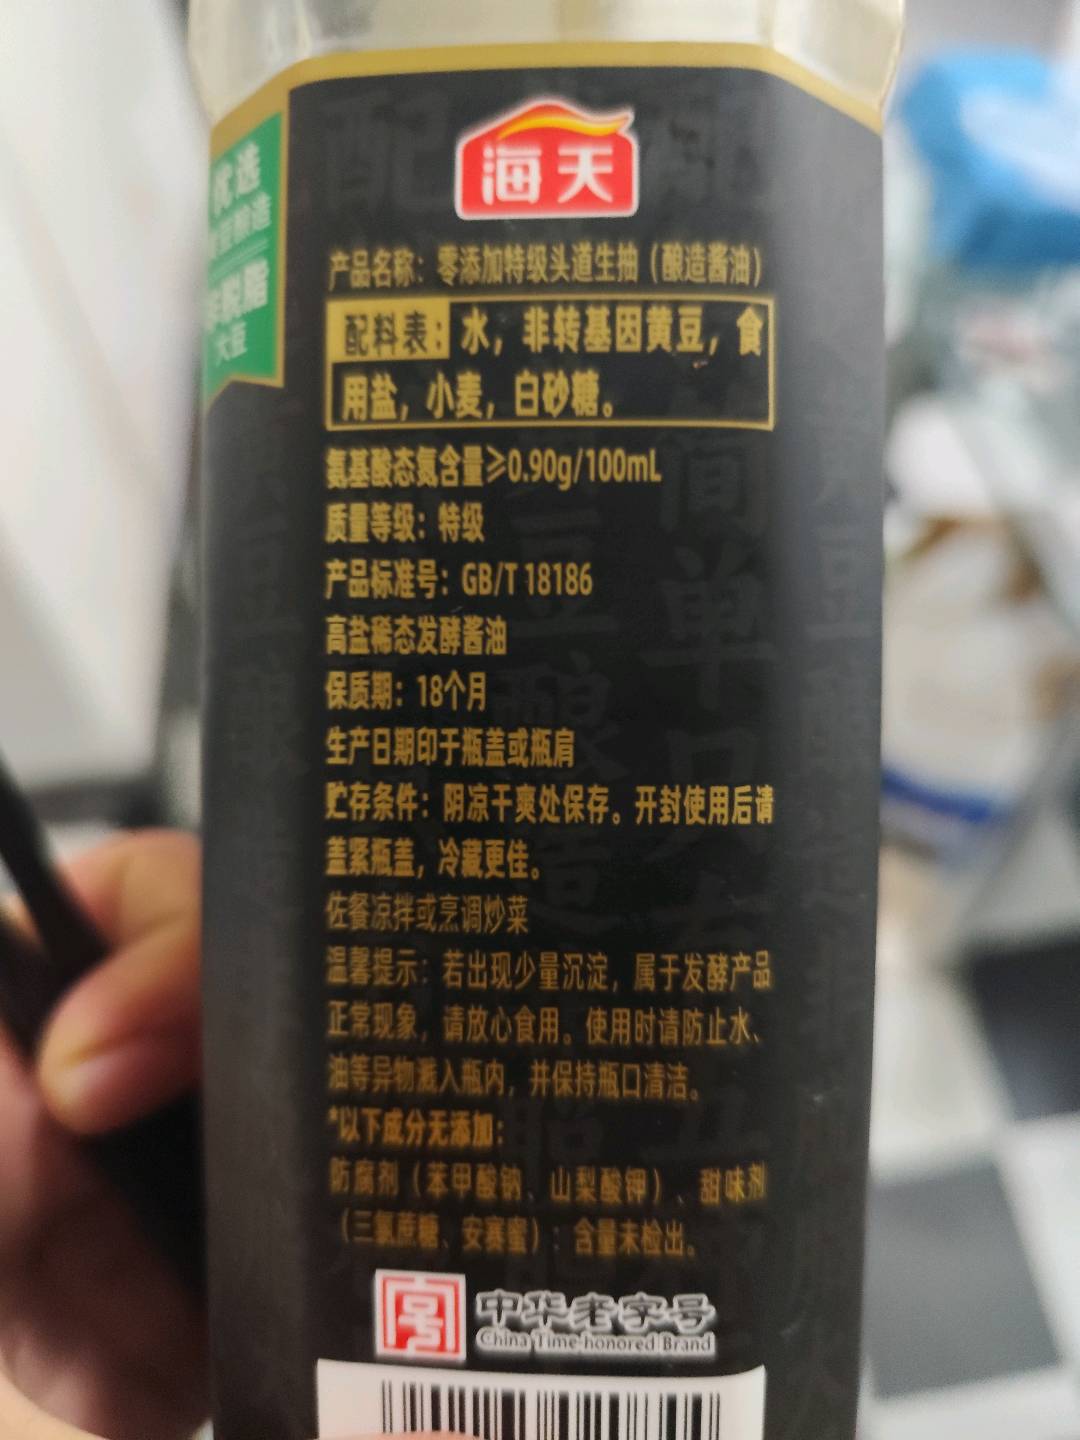 海天
优选
脱脂
大豆
产品名称：零添加特级头道生抽（酿造酱油）
配料表：水，非转基因黄豆，食
用盐，小麦，白砂糖。
氨基酸态氮含量≥0.90g/100mL
质量等级：特级
产品标准号：GB/T 18186
高盐稀态发酵酱油
保质期：18个月
生产日期印于瓶盖或瓶肩
贮存条件：阴凉干爽处保存。开封使用后请
盖紧瓶盖，冷藏更佳。
佐餐凉拌或烹调炒菜
温馨提示：若出现少量沉淀，属于发酵产品
正常现象，请放心食用。使用时请防止水、
油等异物溅入瓶内，并保持瓶口清洁。
*以下成分无添加：
防腐剂（苯甲酸钠、山梨酸钾）、甜味剂
（三氯蔗糖、安赛蜜）：含量未检出。
中华老字号
China Time-honored Brand